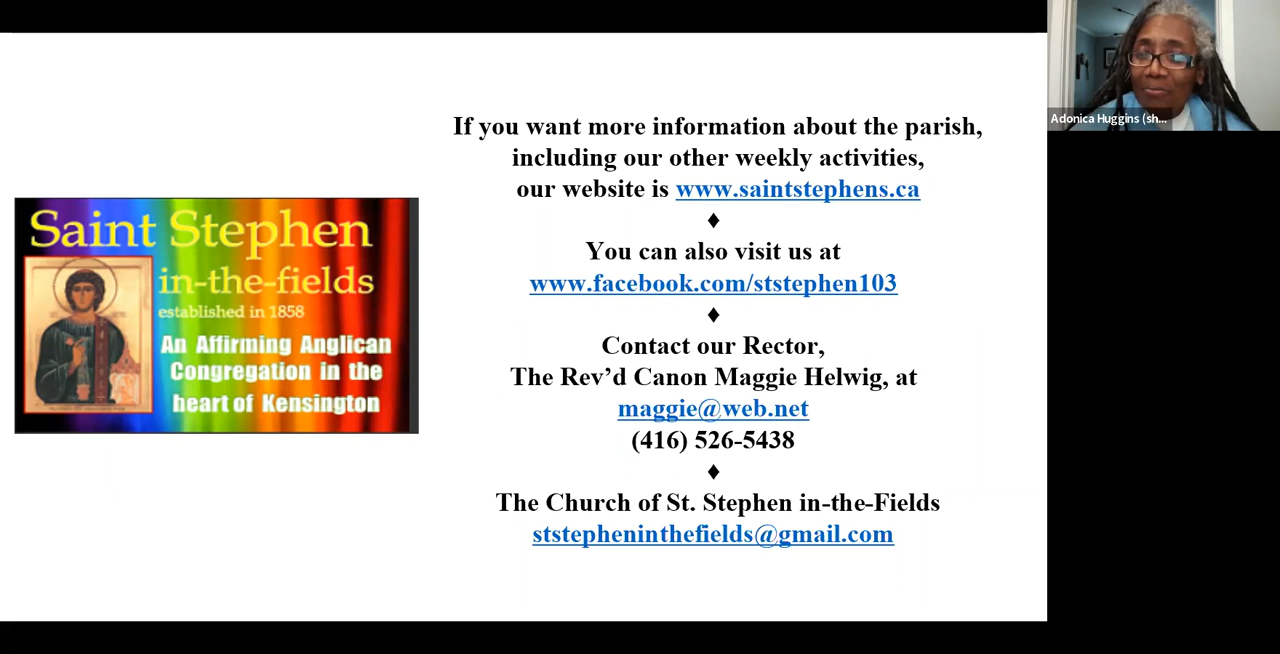 Saint Stephen
in-the-fields
established in 1858
An Affirming Anglican
Congregation in the
heart of Kensington
If you want more information about the parish,
including our other weekly activities,
our website is www.saintstephens.ca
You can also visit us at
www.facebook.com/ststephen103
Contact our Rector,
The Rev’d Canon Maggie Helwig, at
maggie@web.net
(416) 526-5438
The Church of St. Stephen in-the-Fields
ststepheninthefields@gmail.com
Adonica Huggins (sh...